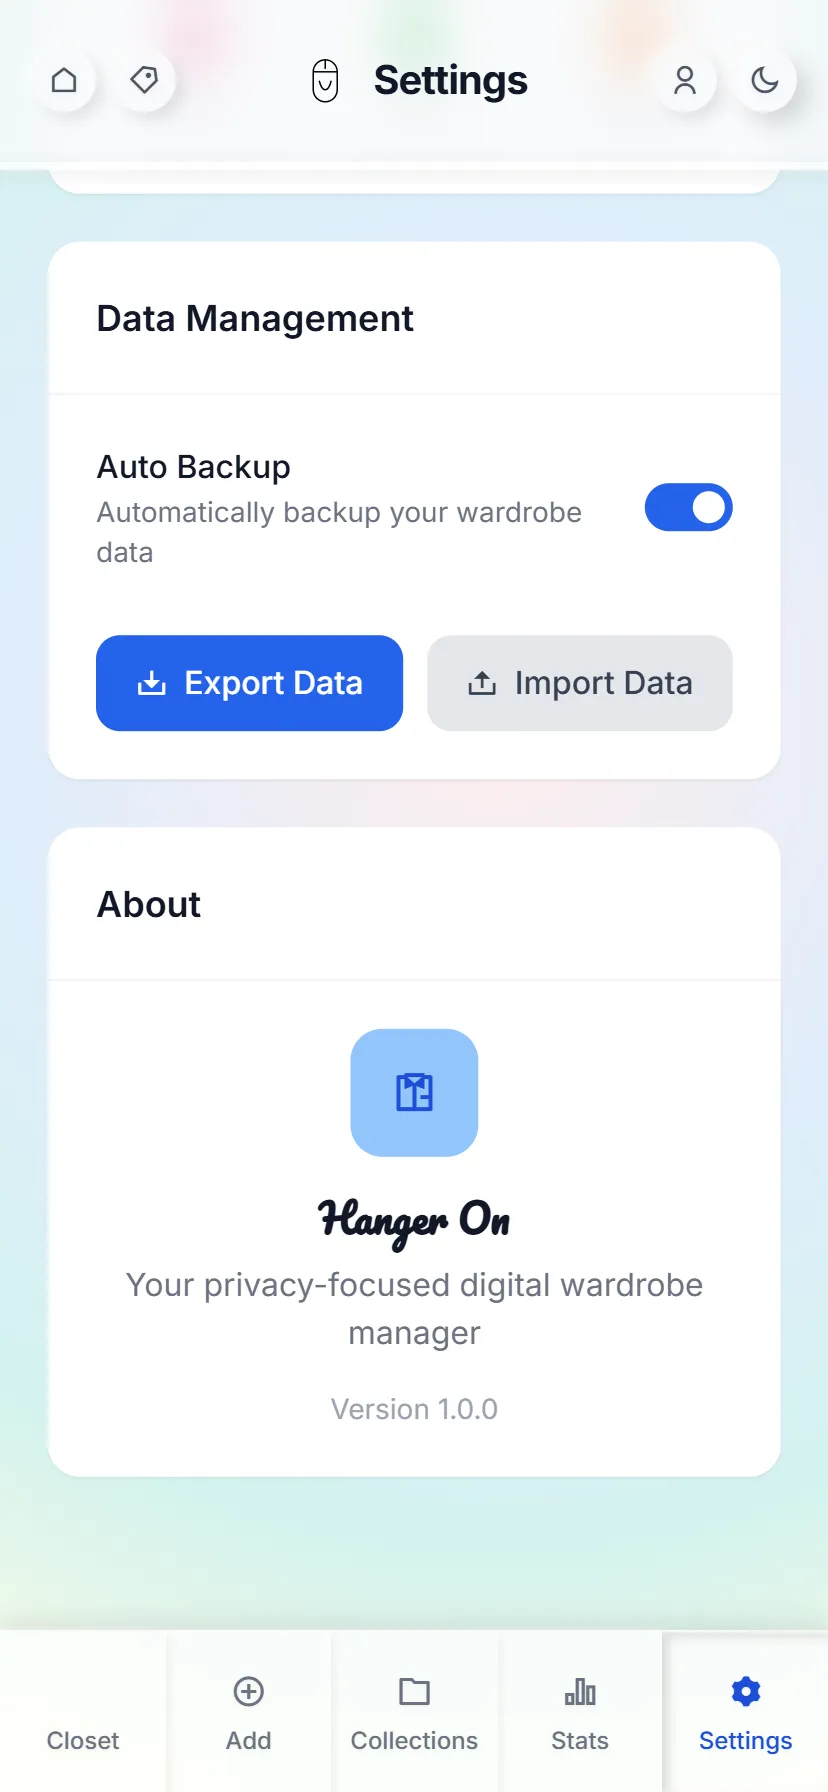 Settings
Data Management
Auto Backup
Automatically backup your wardrobe
data
Export Data
Import Data
About
Hanger On
Your privacy-focused digital wardrobe
manager
Version 1.0.0
Closet
Add
Collections
Stats
Settings